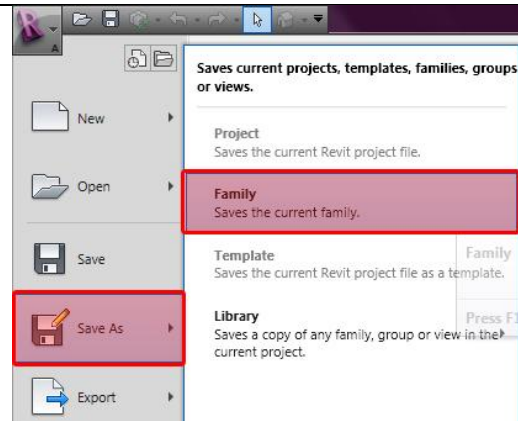 A
Saves current projects, templates, families, groups
or views.
New
Project
Saves the current Revit project file.
Open
Family
Saves the current family.
Save
Template
Saves the current Revit project file as a template.
Family
Save As
Library
Saves a copy of any family, group or view in the
current project.
Press F1
Export